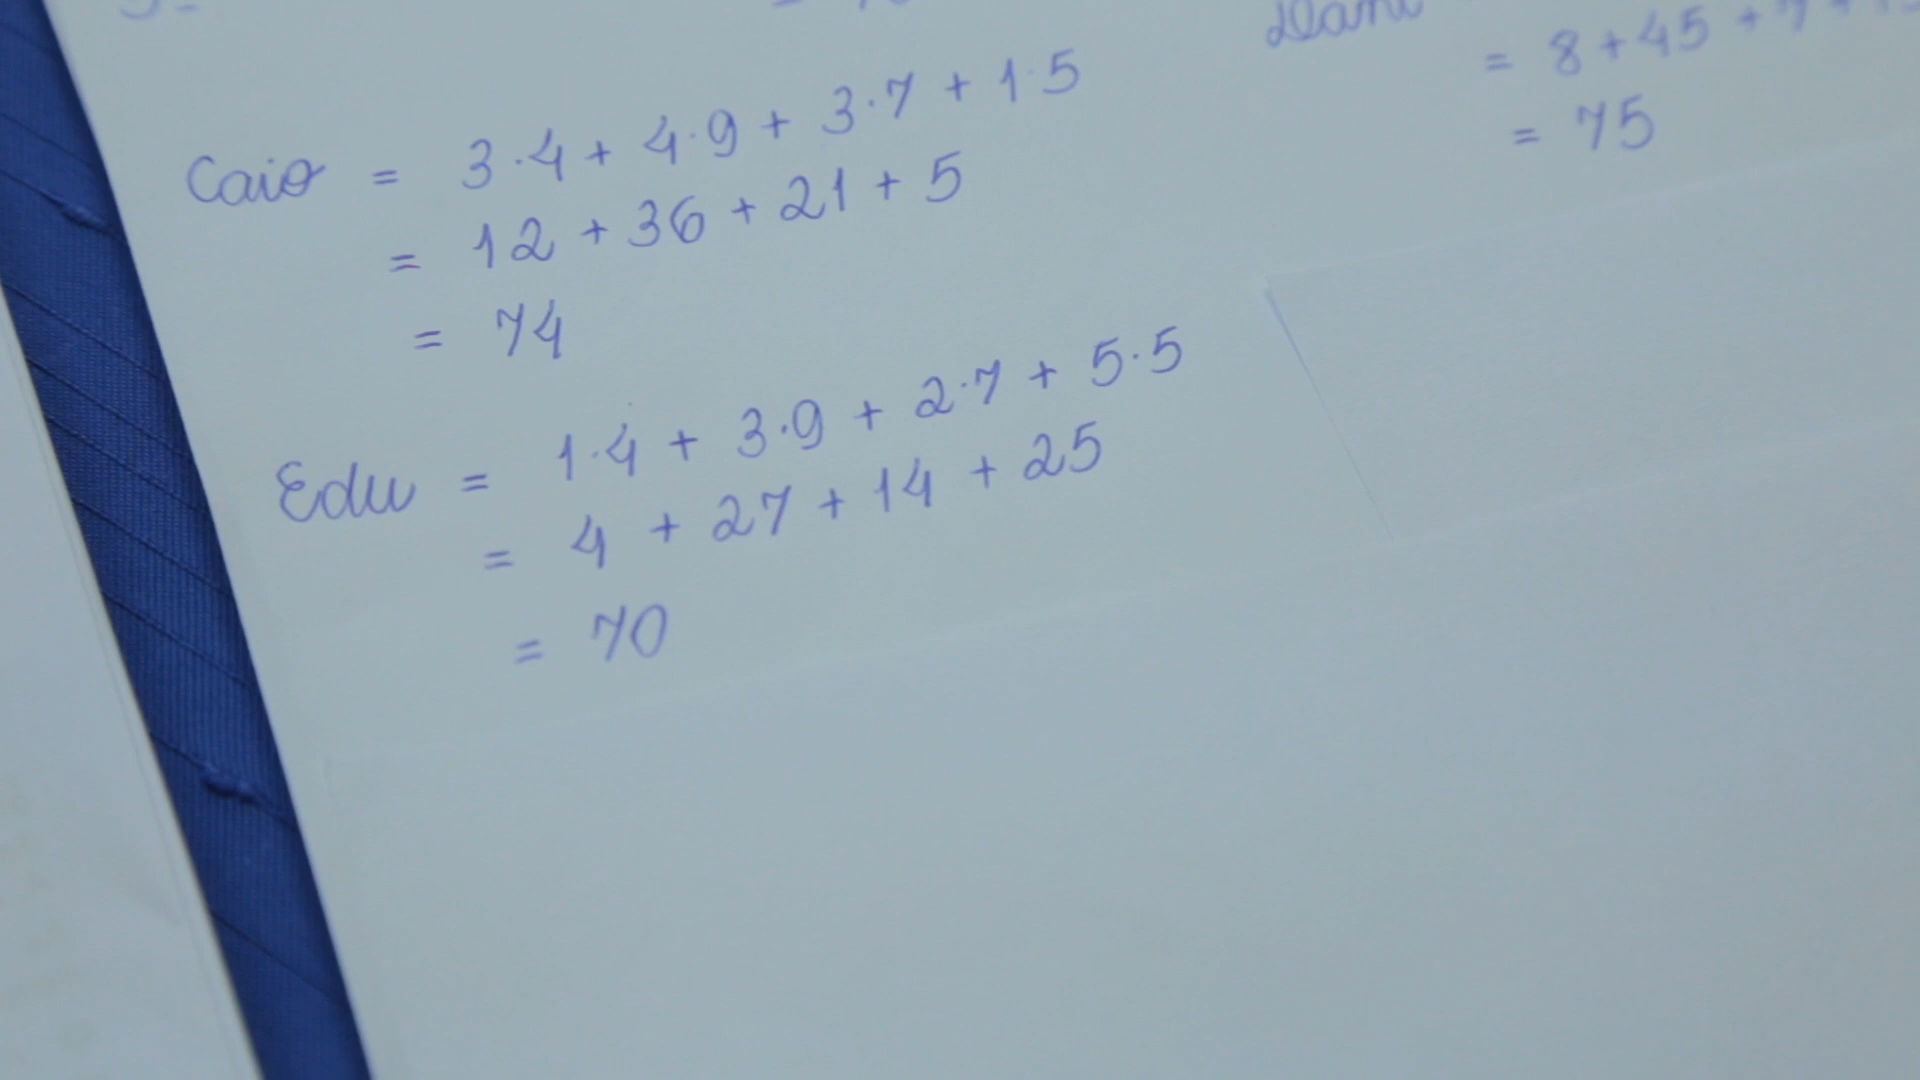 Caio = 3·4 + 4·9 + 3·7 + 1·5
= 12 + 36 + 21 + 5
= 74
Edu = 1·4 + 3·9 + 2·7 + 5·5
= 4 + 27 + 14 + 25
= 70
= 8 + 45 + 7 +
= 75